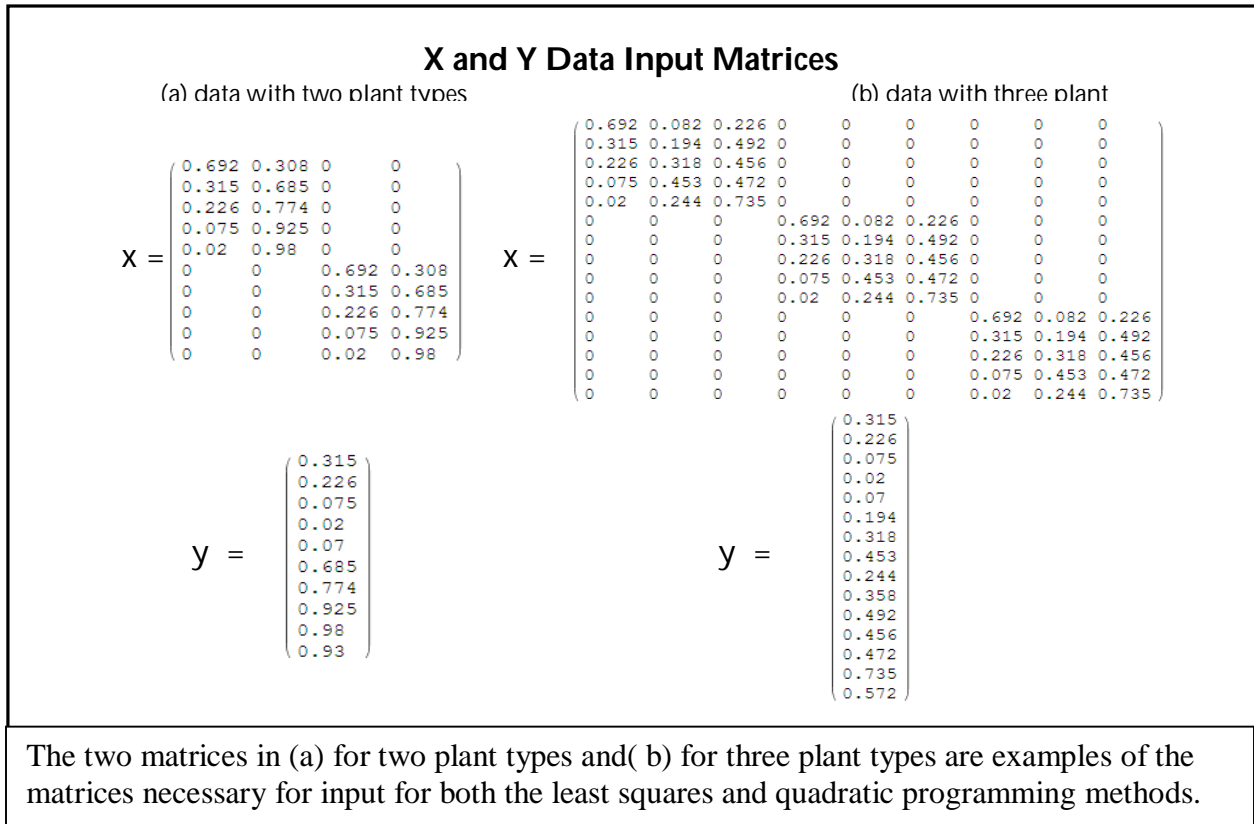 X and Y Data Input Matrices
(a) data with two plant types
(b) data with three plant
X =
0.692 0.308 0 0
0.315 0.685 0 0
0.226 0.774 0 0
0.075 0.925 0 0
0.02 0.98 0 0
0 0 0.692 0.308
0 0 0.315 0.685
0 0 0.226 0.774
0 0 0.075 0.925
0 0 0.02 0.98
X =
0.692 0.082 0.226 0 0 0 0 0 0
0.315 0.194 0.492 0 0 0 0 0 0
0.226 0.318 0.456 0 0 0 0 0 0
0.075 0.453 0.472 0 0 0 0 0 0
0.02 0.244 0.735 0 0 0 0 0 0
0 0 0 0.692 0.082 0.226 0 0 0
0 0 0 0.315 0.194 0.492 0 0 0
0 0 0 0.226 0.318 0.456 0 0 0
0 0 0 0.075 0.453 0.472 0 0 0
0 0 0 0.02 0.244 0.735 0 0 0
0 0 0 0 0 0 0.692 0.082 0.226
0 0 0 0 0 0 0.315 0.194 0.492
0 0 0 0 0 0 0.226 0.318 0.456
0 0 0 0 0 0 0.075 0.453 0.472
0 0 0 0 0 0 0.02 0.244 0.735
y =
0.315
0.226
0.075
0.02
0.07
0.685
0.774
0.925
0.98
0.93
y =
0.315
0.226
0.075
0.02
0.07
0.194
0.318
0.453
0.244
0.358
0.492
0.456
0.472
0.735
0.572
The two matrices in (a) for two plant types and( b) for three plant types are examples of the
matrices necessary for input for both the least squares and quadratic programming methods.